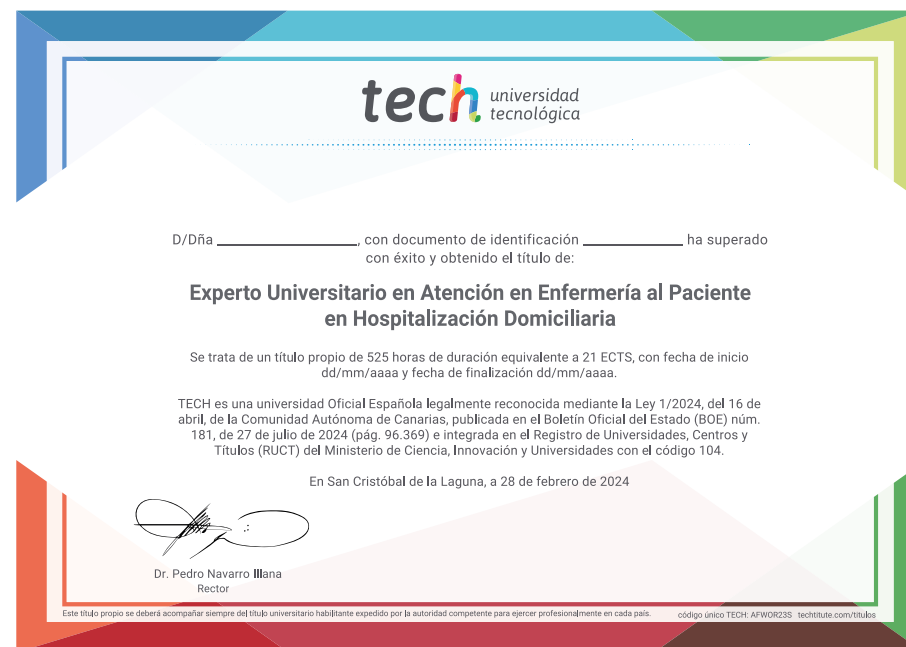 tech universidad
tecnológica
D/Dña ____________________, con documento de identificación ______________ ha superado
con éxito y obtenido el título de:
Experto Universitario en Atención en Enfermería al Paciente
en Hospitalización Domiciliaria
Se trata de un título propio de 525 horas de duración equivalente a 21 ECTS, con fecha de inicio
dd/mm/aaaa y fecha de finalización dd/mm/aaaa.
TECH es una universidad Oficial Española legalmente reconocida mediante la Ley 1/2024, del 16 de
abril, de la Comunidad Autónoma de Canarias, publicada en el Boletín Oficial del Estado (BOE) núm.
181, de 27 de julio de 2024 (pág. 96.369) e integrada en el Registro de Universidades, Centros y
Títulos (RUCT) del Ministerio de Ciencia, Innovación y Universidades con el código 104.
En San Cristóbal de la Laguna, a 28 de febrero de 2024
Dr. Pedro Navarro Illana
Rector
Este título propio se deberá acompañar siempre del título universitario habilitante expedido por la autoridad competente para ejercer profesionalmente en cada país.
código único TECH: AFWOR23S techtitute.com/titulos